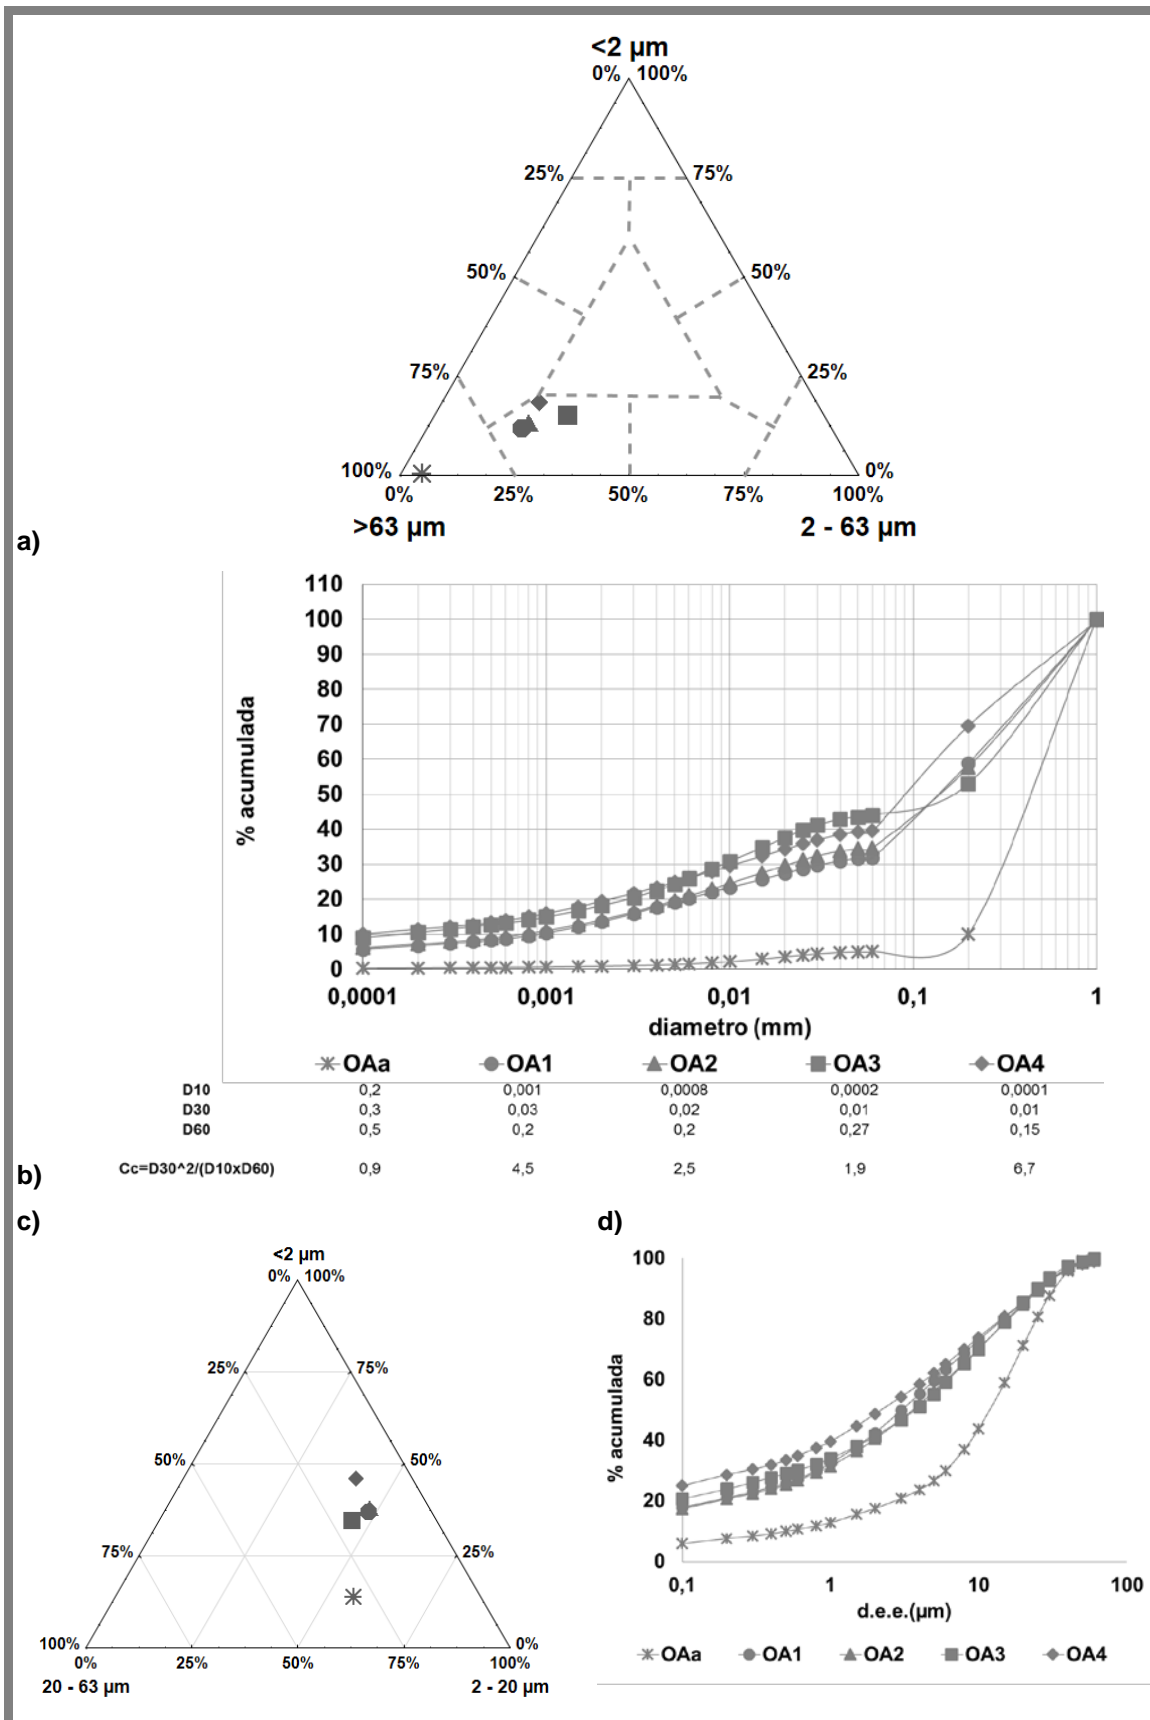 <2 µm
0% 100%
25% 75%
50% 50%
75% 25%
100% 0%
0% 25% 50% 75% 100%
>63 µm 2 - 63 µm
a)
110
100
90
80
70
60
50
40
30
20
10
0
% acumulada
0,0001 0,001 0,01 0,1 1
diametro (mm)
OAa OA1 OA2 OA3 OA4
D10 0,2 0,001 0,0008 0,0002 0,0001
D30 0,3 0,03 0,02 0,01 0,01
D60 0,5 0,2 0,2 0,27 0,15
Cc=D30^2/(D10xD60) 0,9 4,5 2,5 1,9 6,7
b)
c)
<2 µm
0% 100%
25% 75%
50% 50%
75% 25%
100% 0%
0% 25% 50% 75% 100%
20 - 63 µm 2 - 20 µm
d)
100
80
60
40
20
0
% acumulada
0,1 1 10 100
d.e.e.(µm)
OAa OA1 OA2 OA3 OA4